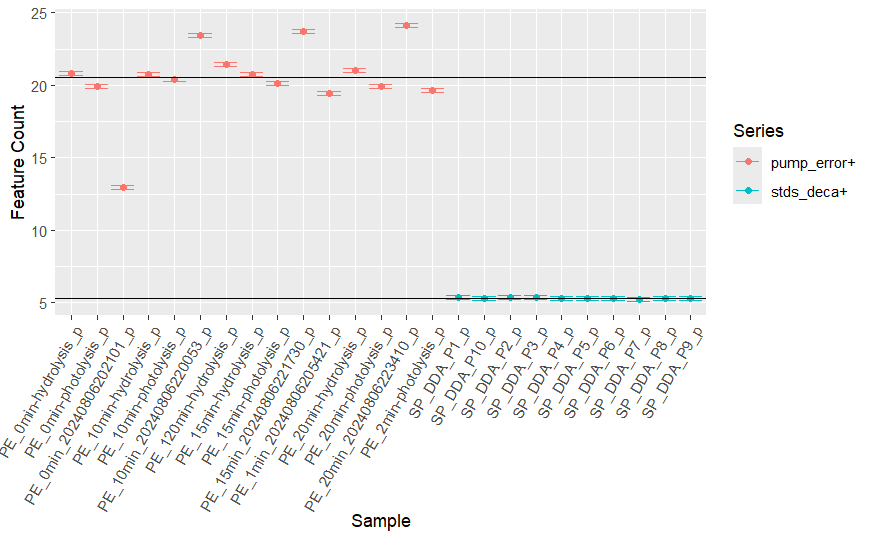 25
20
15
10
5
Feature Count
PE_0min-hydrolysis_p
PE_0min-photolysis_p
PE_0min_20240806202101_p
PE_10min-hydrolysis_p
PE_10min-photolysis_p
PE_10min_20240806220053_p
PE_120min-hydrolysis_p
PE_15min-hydrolysis_p
PE_15min-photolysis_p
PE_15min_20240806221730_p
PE_1min_20240806205421_p
PE_20min-hydrolysis_p
PE_20min-photolysis_p
PE_20min_20240806223410_p
PE_2min-photolysis_p
SP_DDA_P1_p
SP_DDA_P10_p
SP_DDA_P2_p
SP_DDA_P3_p
SP_DDA_P4_p
SP_DDA_P5_p
SP_DDA_P6_p
SP_DDA_P7_p
SP_DDA_P8_p
SP_DDA_P9_p
Sample
Series
pump_error+
stds_deca+